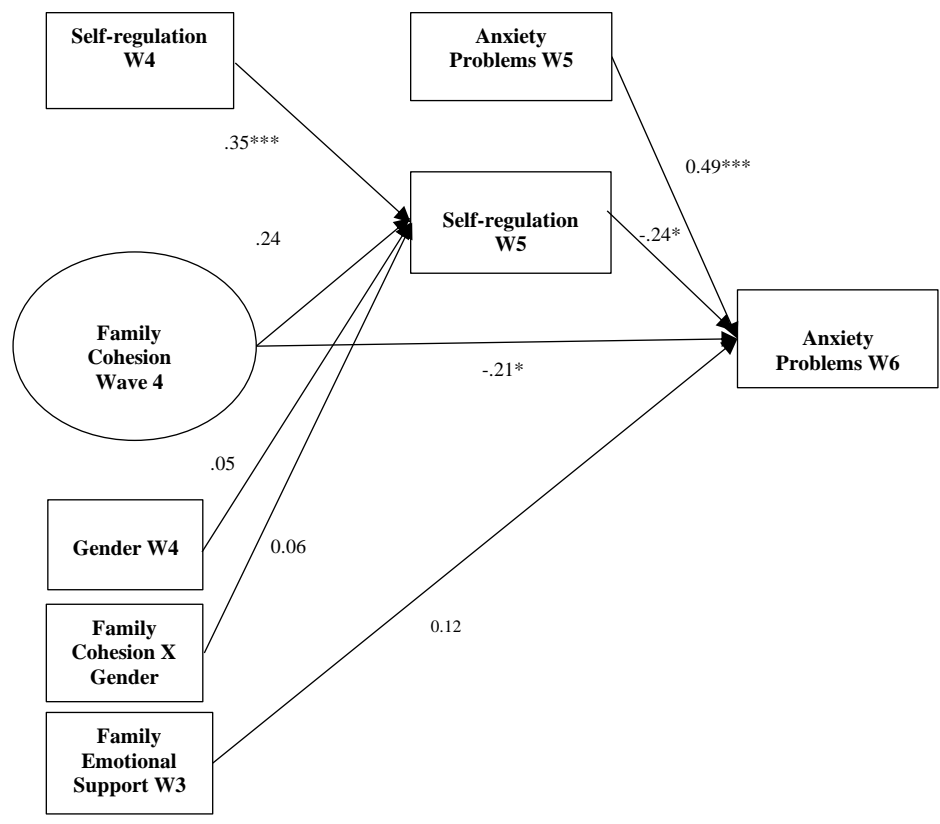 Self-regulation
W4
Anxiety
Problems W5
.35***
0.49***
Self-regulation
W5
.24
-.24*
Family
Cohesion
Wave 4
Anxiety
Problems W6
-.21*
.05
Gender W4
0.06
Family
Cohesion X
Gender
0.12
Family
Emotional
Support W3